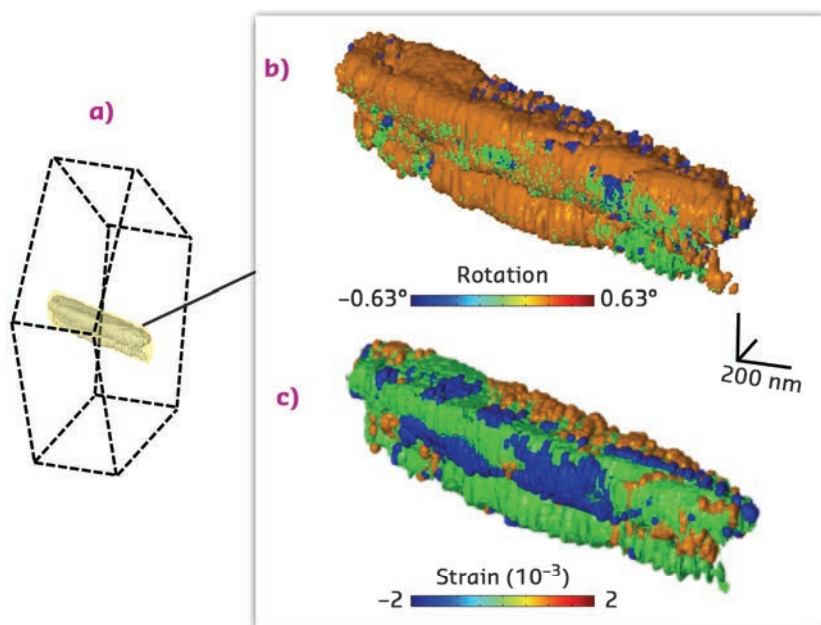 a)
b)
Rotation
−0.63° 0.63°
200 nm
c)
Strain (10⁻³)
−2 2